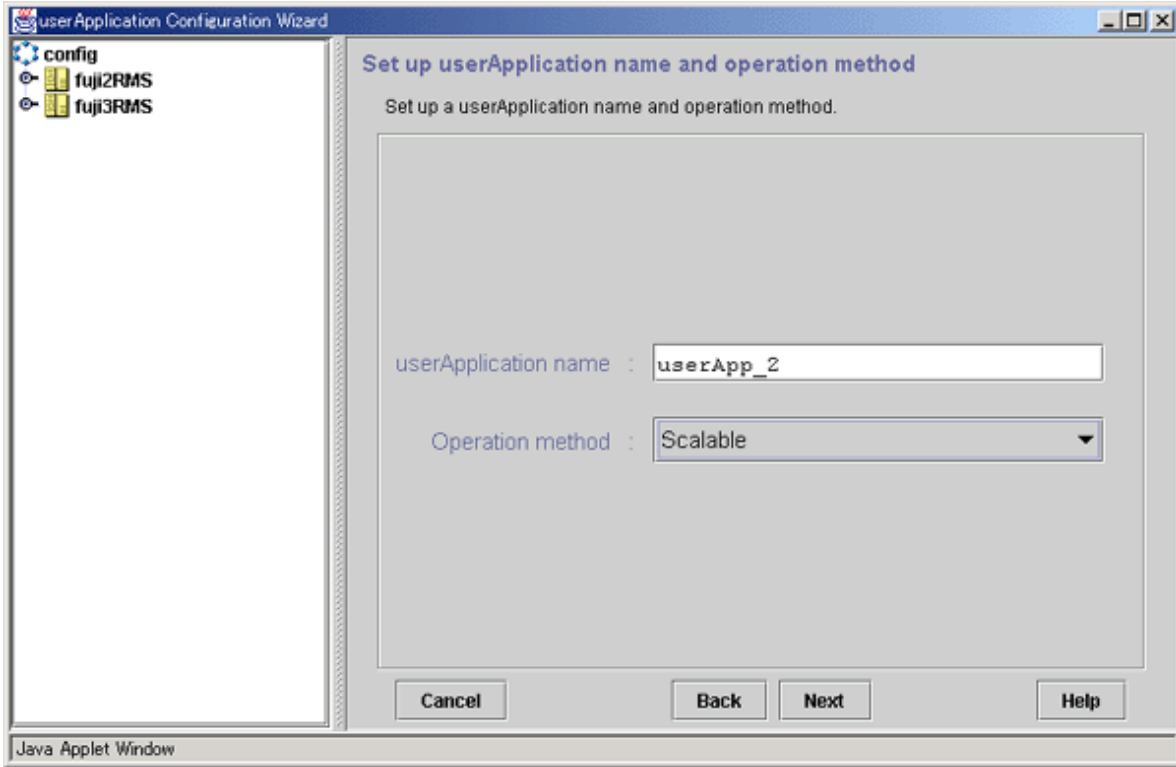 userApplication Configuration Wizard
config
fuji2RMS
fuji3RMS
Set up userApplication name and operation method
Set up a userApplication name and operation method.
userApplication name : userApp_2
Operation method : Scalable
Cancel Back Next Help
Java Applet Window